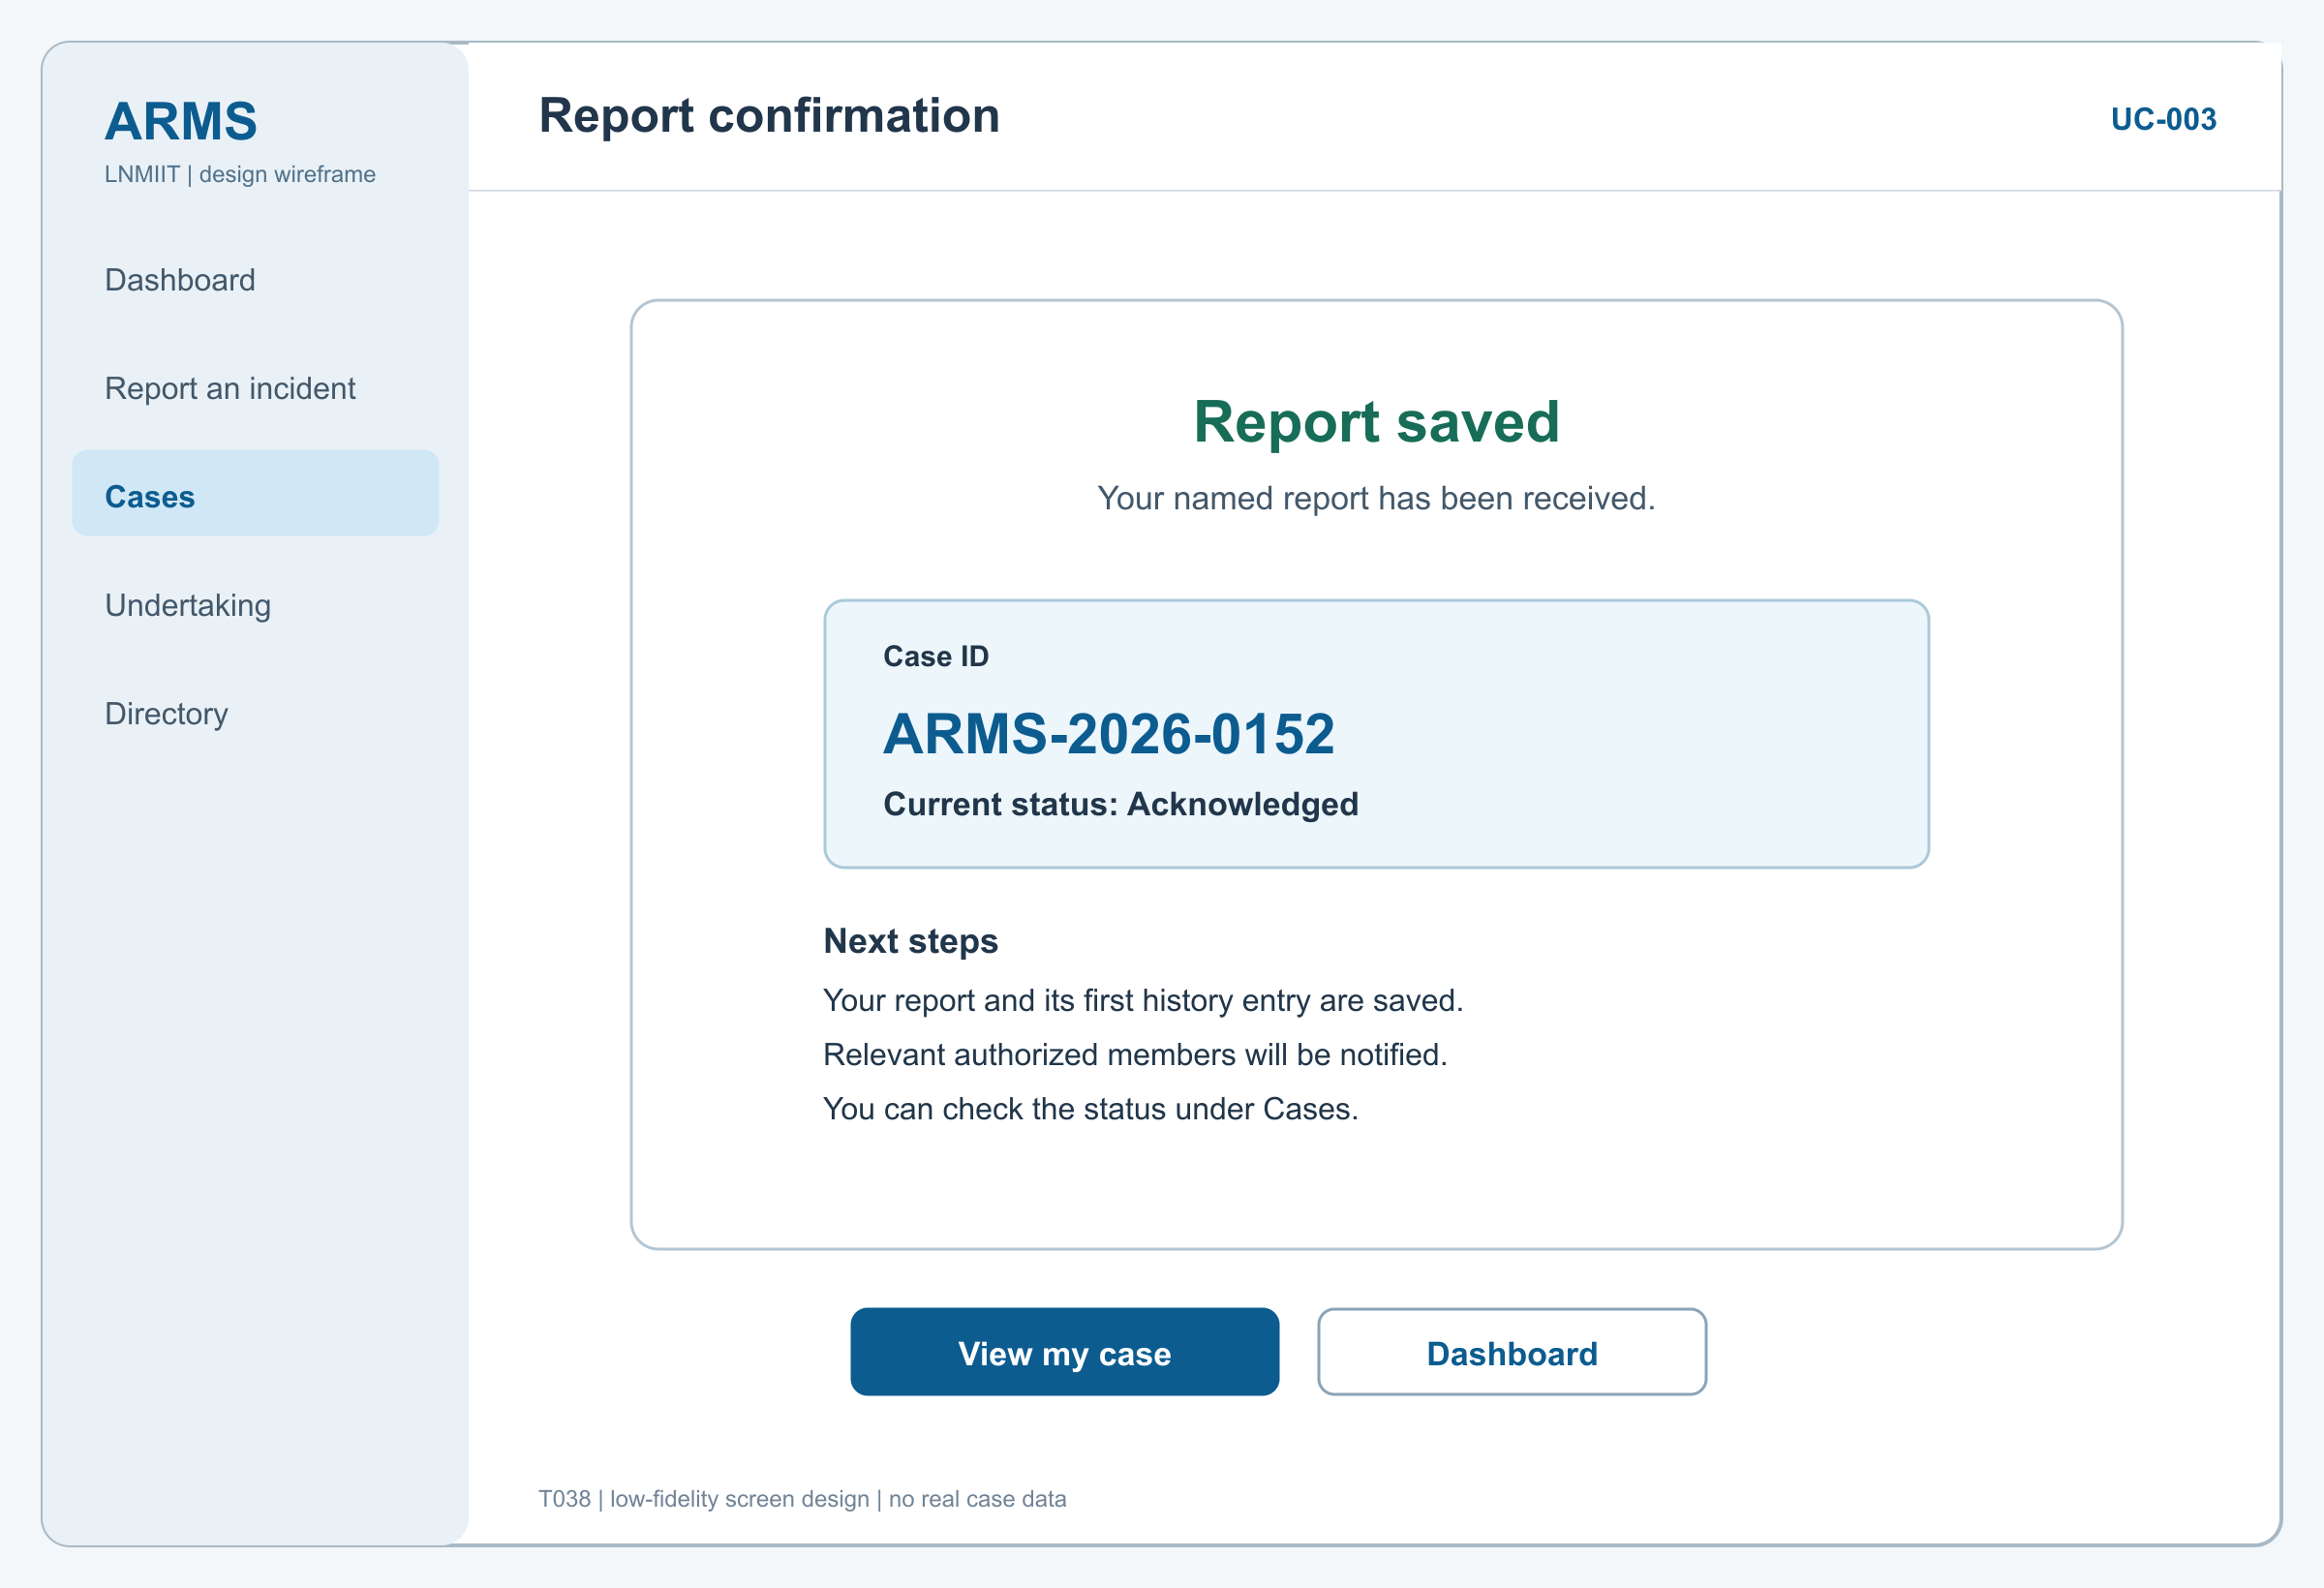 ARMS
LNMIIT | design wireframe
Dashboard
Report an incident
Cases
Undertaking
Directory
Report confirmation
UC-003
Report saved
Your named report has been received.
Case ID
ARMS-2026-0152
Current status: Acknowledged
Next steps
Your report and its first history entry are saved.
Relevant authorized members will be notified.
You can check the status under Cases.
View my case
Dashboard
T038 | low-fidelity screen design | no real case data